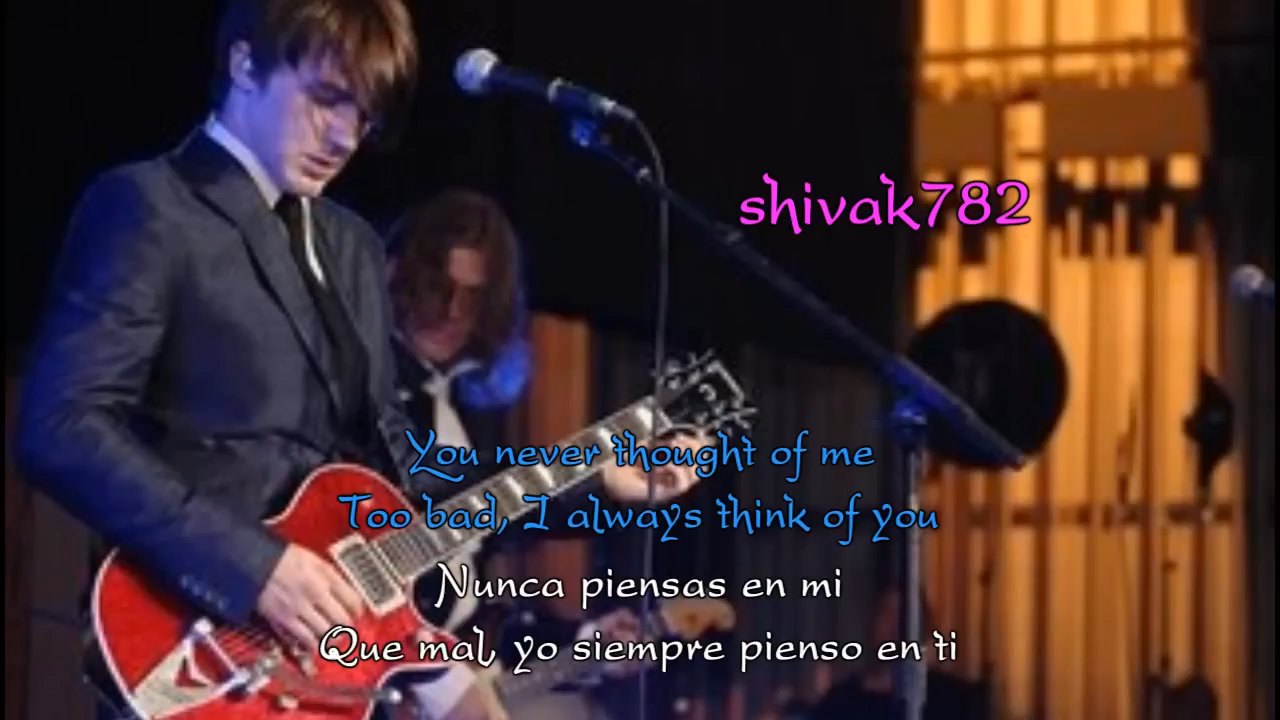 shivak782
You never thought of me
Too bad, I always think of you
Nunca piensas en mi
Que mal, yo siempre pienso en ti